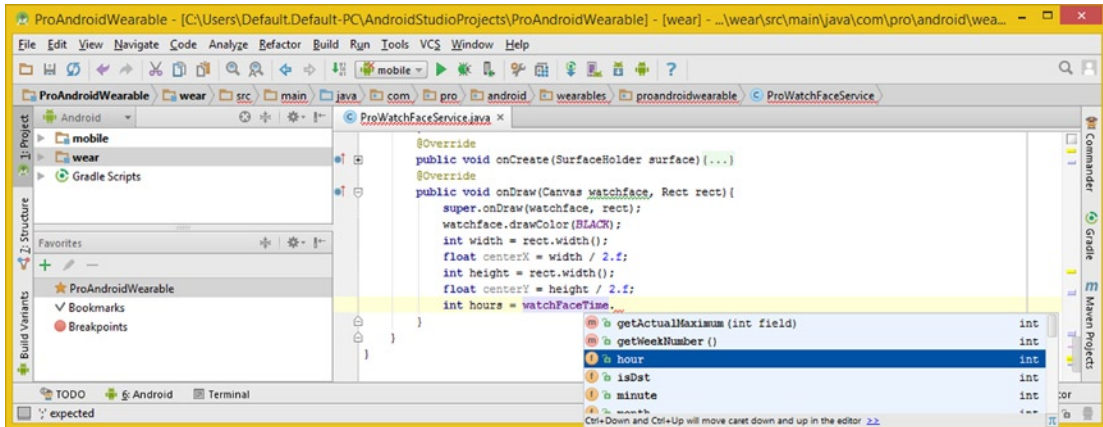 ProAndroidWearable - [C:\Users\Default.Default-PC\AndroidStudioProjects\ProAndroidWearable] - [wear] - ...\wear\src\main\java\com\pro\android\wea...
File Edit View Navigate Code Analyze Refactor Build Run Tools VCS Window Help
mobile
ProAndroidWearable wear src main java com pro android wearables proandroidwearable ProWatchFaceService
1: Project
Android
ProWatchFaceService.java
mobile
wear
Gradle Scripts
Z: Structure
Favorites
ProAndroidWearable
Bookmarks
Breakpoints
Build Variants
@Override
public void onCreate(SurfaceHolder surface){...}
@Override
public void onDraw(Canvas watchface, Rect rect){
super.onDraw(watchface, rect);
watchface.drawColor(BLACK);
int width = rect.width();
float centerX = width / 2.f;
int height = rect.width();
float centerY = height / 2.f;
int hours = watchFaceTime.
}
}
}
getActualMaximum(int field) int
getWeekNumber() int
hour int
isDst int
minute int
month int
Ctrl+Down and Ctrl+Up will move caret down and up in the editor >>
π
Commander
Gradle
m Maven Projects
TODO 6: Android Terminal
or
';' expected